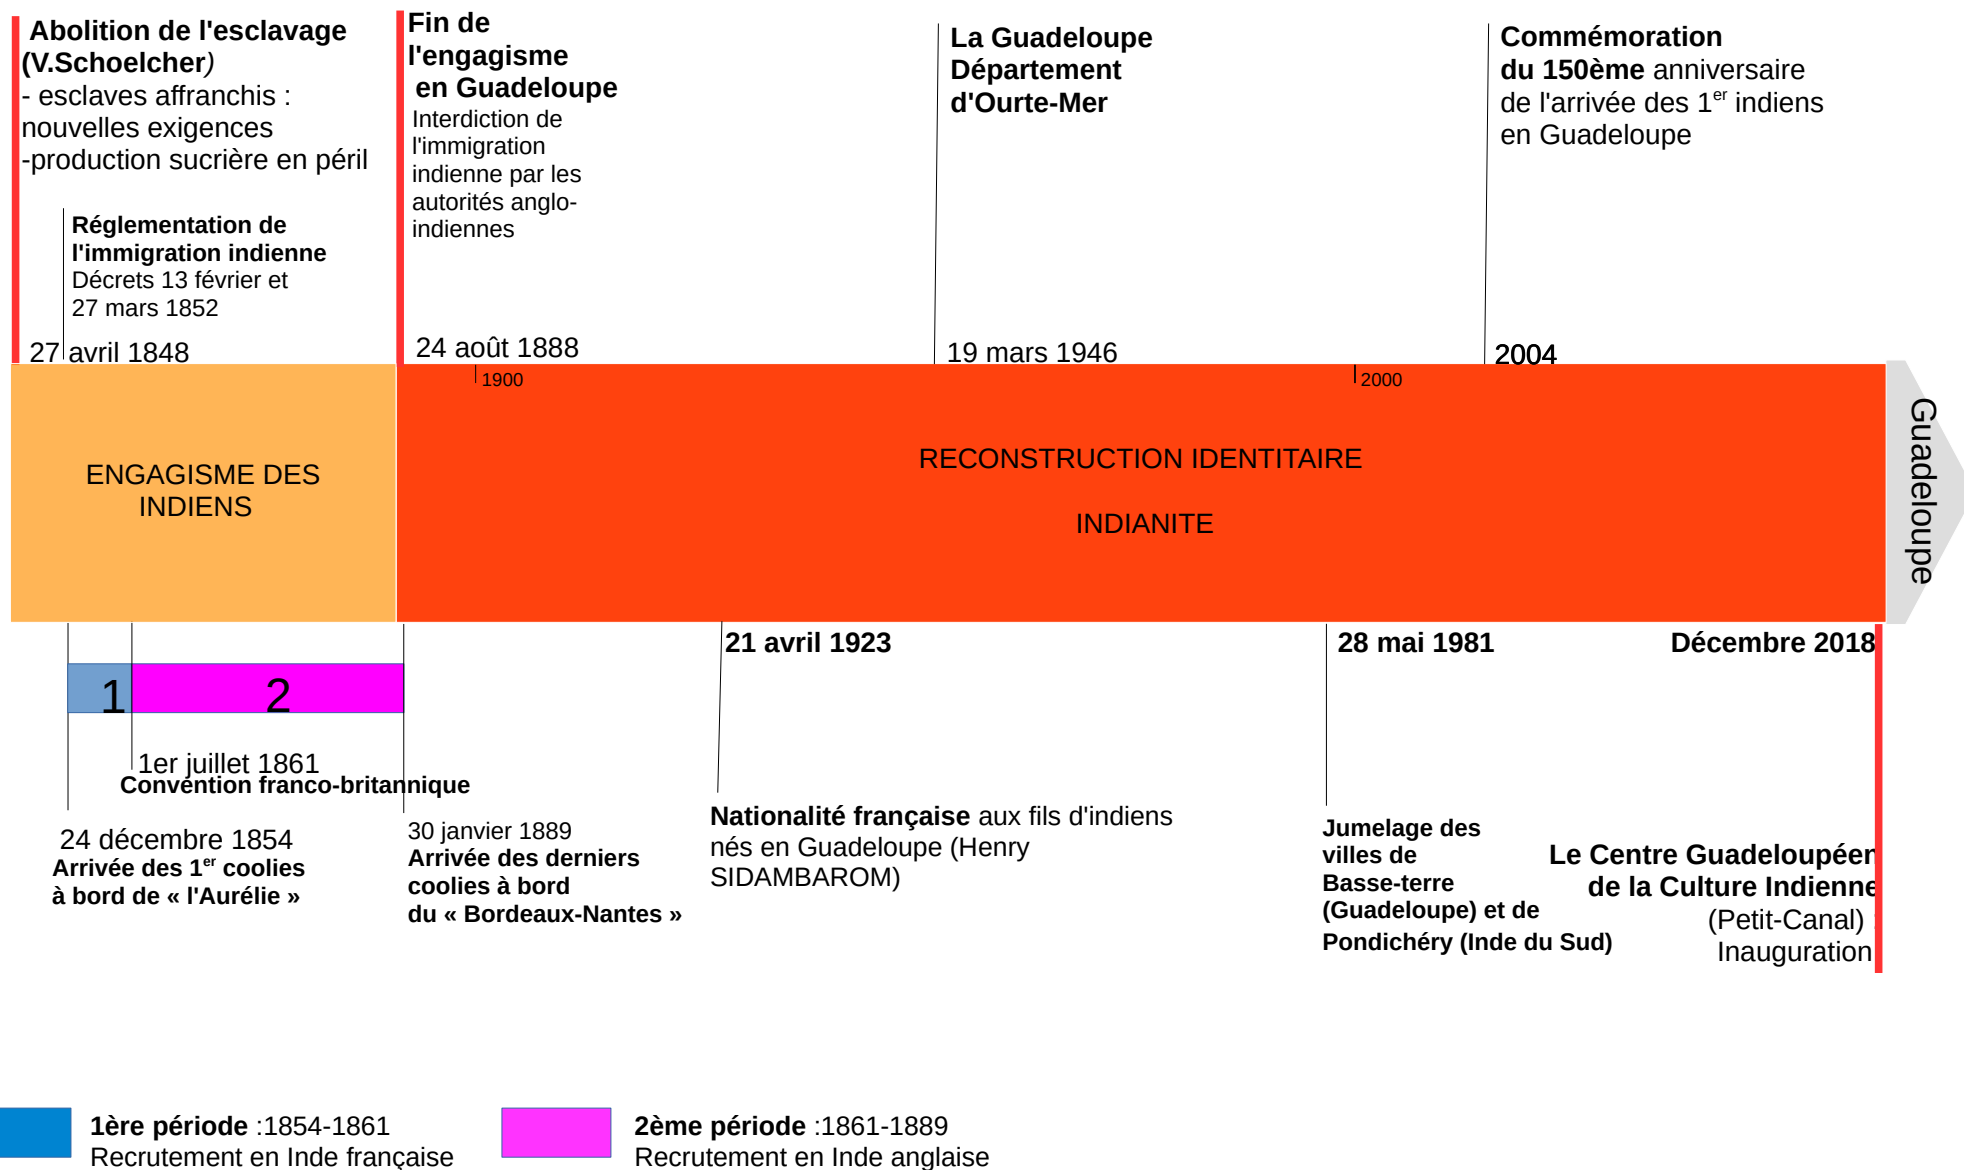 Abolition de l'esclavage
(V.Schoelcher)
- esclaves affranchis :
nouvelles exigences
-production sucrière en péril
Réglementation de
l'immigration indienne
Décrets 13 février et
27 mars 1852
27 avril 1848
Fin de
l'engagisme
en Guadeloupe
Interdiction de
l'immigration
indienne par les
autorités anglo-
indiennes
24 août 1888
La Guadeloupe
Département
d'Ourte-Mer
19 mars 1946
Commémoration
du 150ème anniversaire
de l'arrivée des 1er indiens
en Guadeloupe
2004
1900
2000
ENGAGISME DES
INDIENS
RECONSTRUCTION IDENTITAIRE
INDIANITE
Guadeloupe
1
2
1er juillet 1861
Convention franco-britannique
24 décembre 1854
Arrivée des 1er coolies
à bord de « l'Aurélie »
30 janvier 1889
Arrivée des derniers
coolies à bord
du « Bordeaux-Nantes »
21 avril 1923
Nationalité française aux fils d'indiens
nés en Guadeloupe (Henry
SIDAMBAROM)
28 mai 1981
Jumelage des
villes de
Basse-terre
(Guadeloupe) et de
Pondichéry (Inde du Sud)
Décembre 2018
Le Centre Guadeloupéen
de la Culture Indienne
(Petit-Canal) :
Inauguration
1ère période :1854-1861
Recrutement en Inde française
2ème période :1861-1889
Recrutement en Inde anglaise